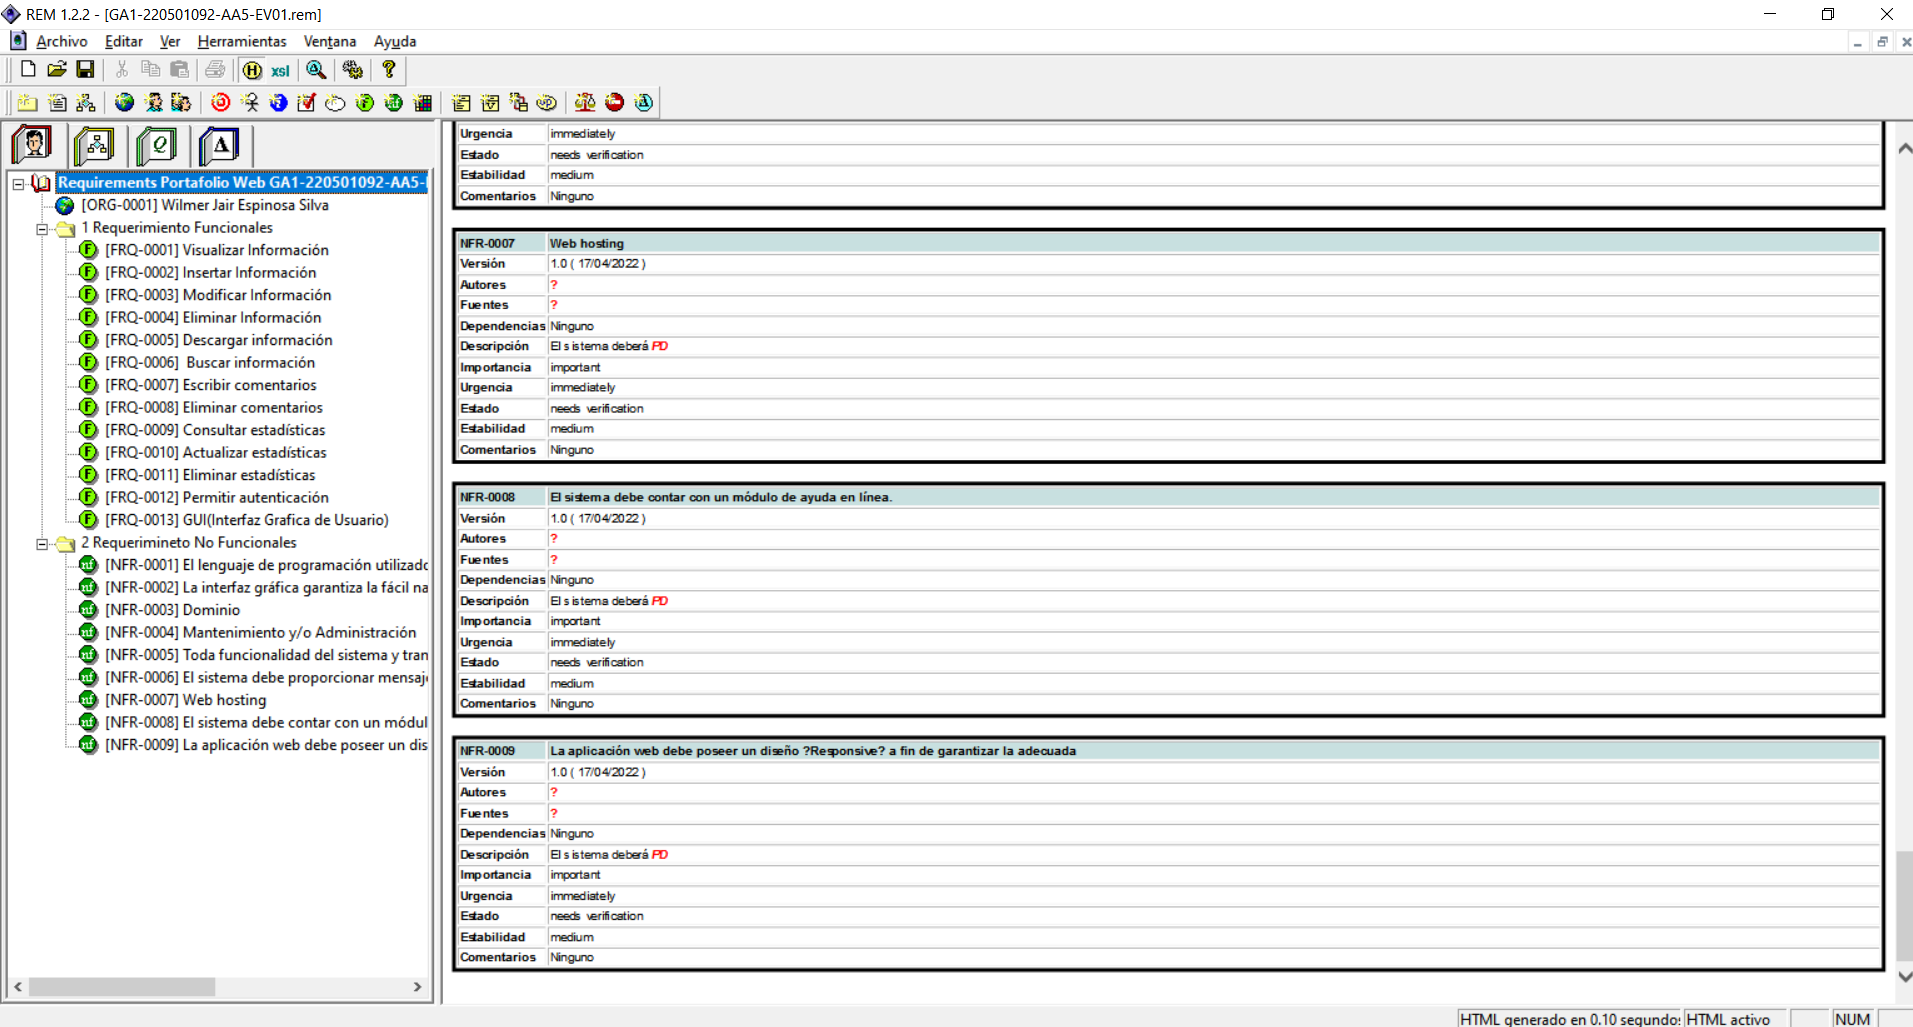 REM 1.2.2 - [GA1-220501092-AA5-EV01.rem]
Archivo Editar Ver Herramientas Ventana Ayuda
xsl
Requirements Portafolio Web GA1-220501092-AA5-
[ORG-0001] Wilmer Jair Espinosa Silva
1 Requerimiento Funcionales
[FRQ-0001] Visualizar Información
[FRQ-0002] Insertar Información
[FRQ-0003] Modificar Información
[FRQ-0004] Eliminar Información
[FRQ-0005] Descargar información
[FRQ-0006] Buscar información
[FRQ-0007] Escribir comentarios
[FRQ-0008] Eliminar comentarios
[FRQ-0009] Consultar estadísticas
[FRQ-0010] Actualizar estadísticas
[FRQ-0011] Eliminar estadísticas
[FRQ-0012] Permitir autenticación
[FRQ-0013] GUI(Interfaz Grafica de Usuario)
2 Requerimineto No Funcionales
[NFR-0001] El lenguaje de programación utilizado
[NFR-0002] La interfaz gráfica garantiza la fácil na
[NFR-0003] Dominio
[NFR-0004] Mantenimiento y/o Administración
[NFR-0005] Toda funcionalidad del sistema y tran
[NFR-0006] El sistema debe proporcionar mensaj
[NFR-0007] Web hosting
[NFR-0008] El sistema debe contar con un módul
[NFR-0009] La aplicación web debe poseer un dis
Urgencia immediately
Estado needs verification
Estabilidad medium
Comentarios Ninguno
NFR-0007 Web hosting
Versión 1.0 ( 17/04/2022 )
Autores ?
Fuentes ?
Dependencias Ninguno
Descripción El sistema deberá PD
Importancia important
Urgencia immediately
Estado needs verification
Estabilidad medium
Comentarios Ninguno
NFR-0008 El sistema debe contar con un módulo de ayuda en línea.
Versión 1.0 ( 17/04/2022 )
Autores ?
Fuentes ?
Dependencias Ninguno
Descripción El sistema deberá PD
Importancia important
Urgencia immediately
Estado needs verification
Estabilidad medium
Comentarios Ninguno
NFR-0009 La aplicación web debe poseer un diseño ?Responsive? a fin de garantizar la adecuada
Versión 1.0 ( 17/04/2022 )
Autores ?
Fuentes ?
Dependencias Ninguno
Descripción El sistema deberá PD
Importancia important
Urgencia immediately
Estado needs verification
Estabilidad medium
Comentarios Ninguno
HTML generado en 0.10 segundos HTML activo NUM